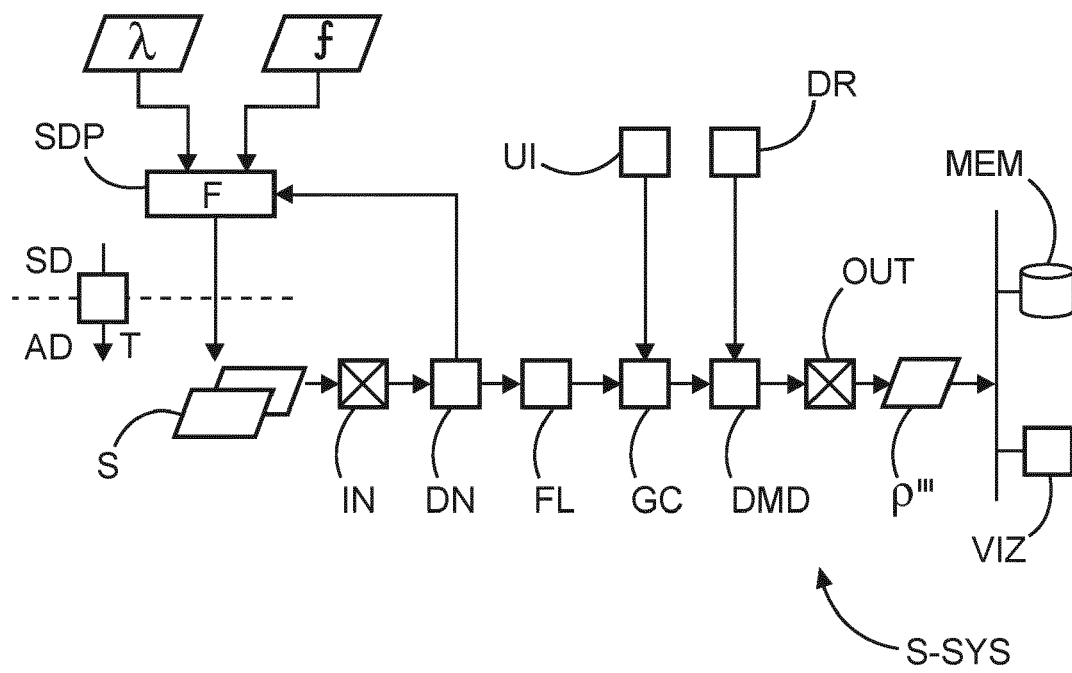 λ
f
SDP
F
UI
DR
MEM
SD
OUT
AD
T
S
IN
DN
FL
GC
DMD
ρ'''
VIZ
S-SYS